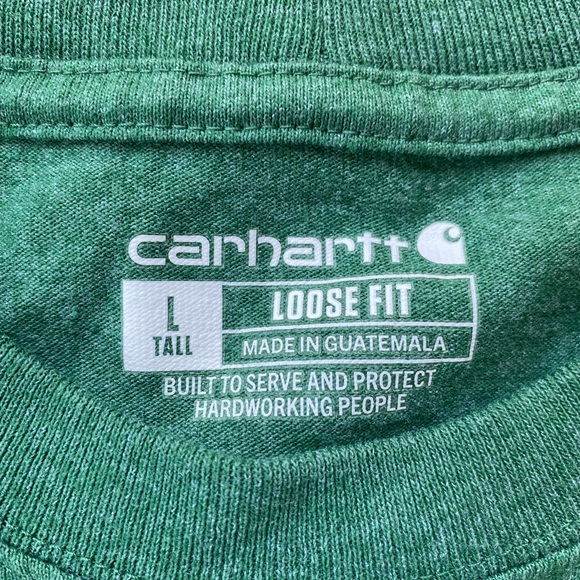 carhartt
L
TALL
LOOSE FIT
MADE IN GUATEMALA
BUILT TO SERVE AND PROTECT
HARDWORKING PEOPLE